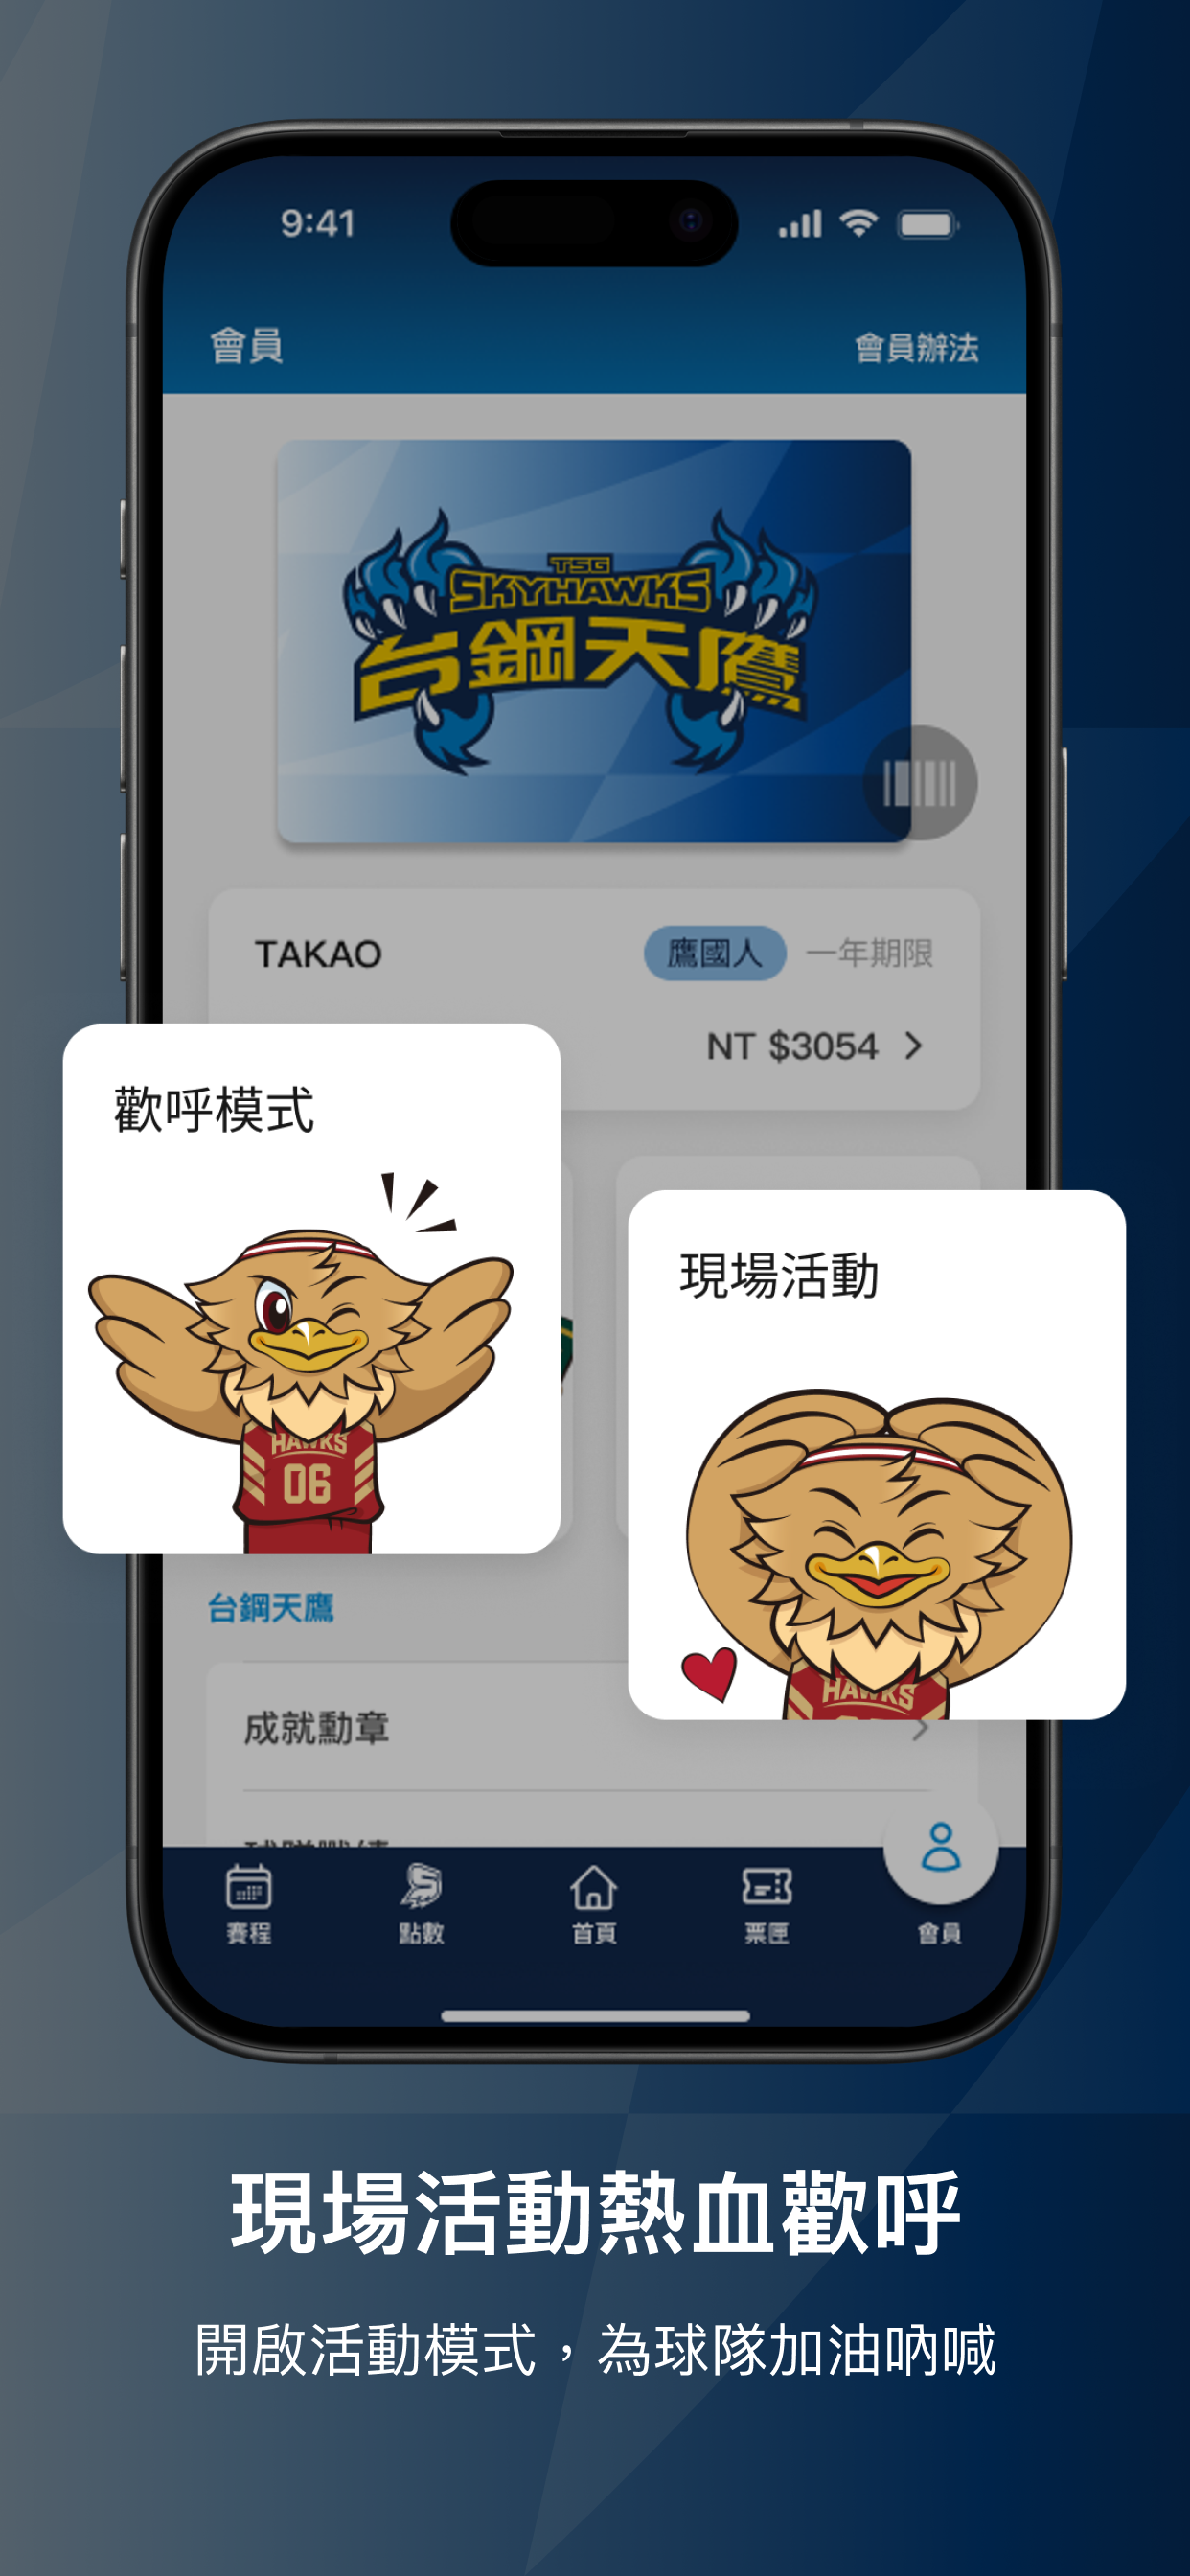 9:41
會員
會員辦法
TSG
SKYHAWKS
台鋼天鷹
TAKAO
鷹國人
一年期限
NT $3054
歡呼模式
HAWKS
06
現場活動
HAWKS
台鋼天鷹
成就勳章
賽程
點數
首頁
票匣
會員
現場活動熱血歡呼
開啟活動模式，為球隊加油吶喊